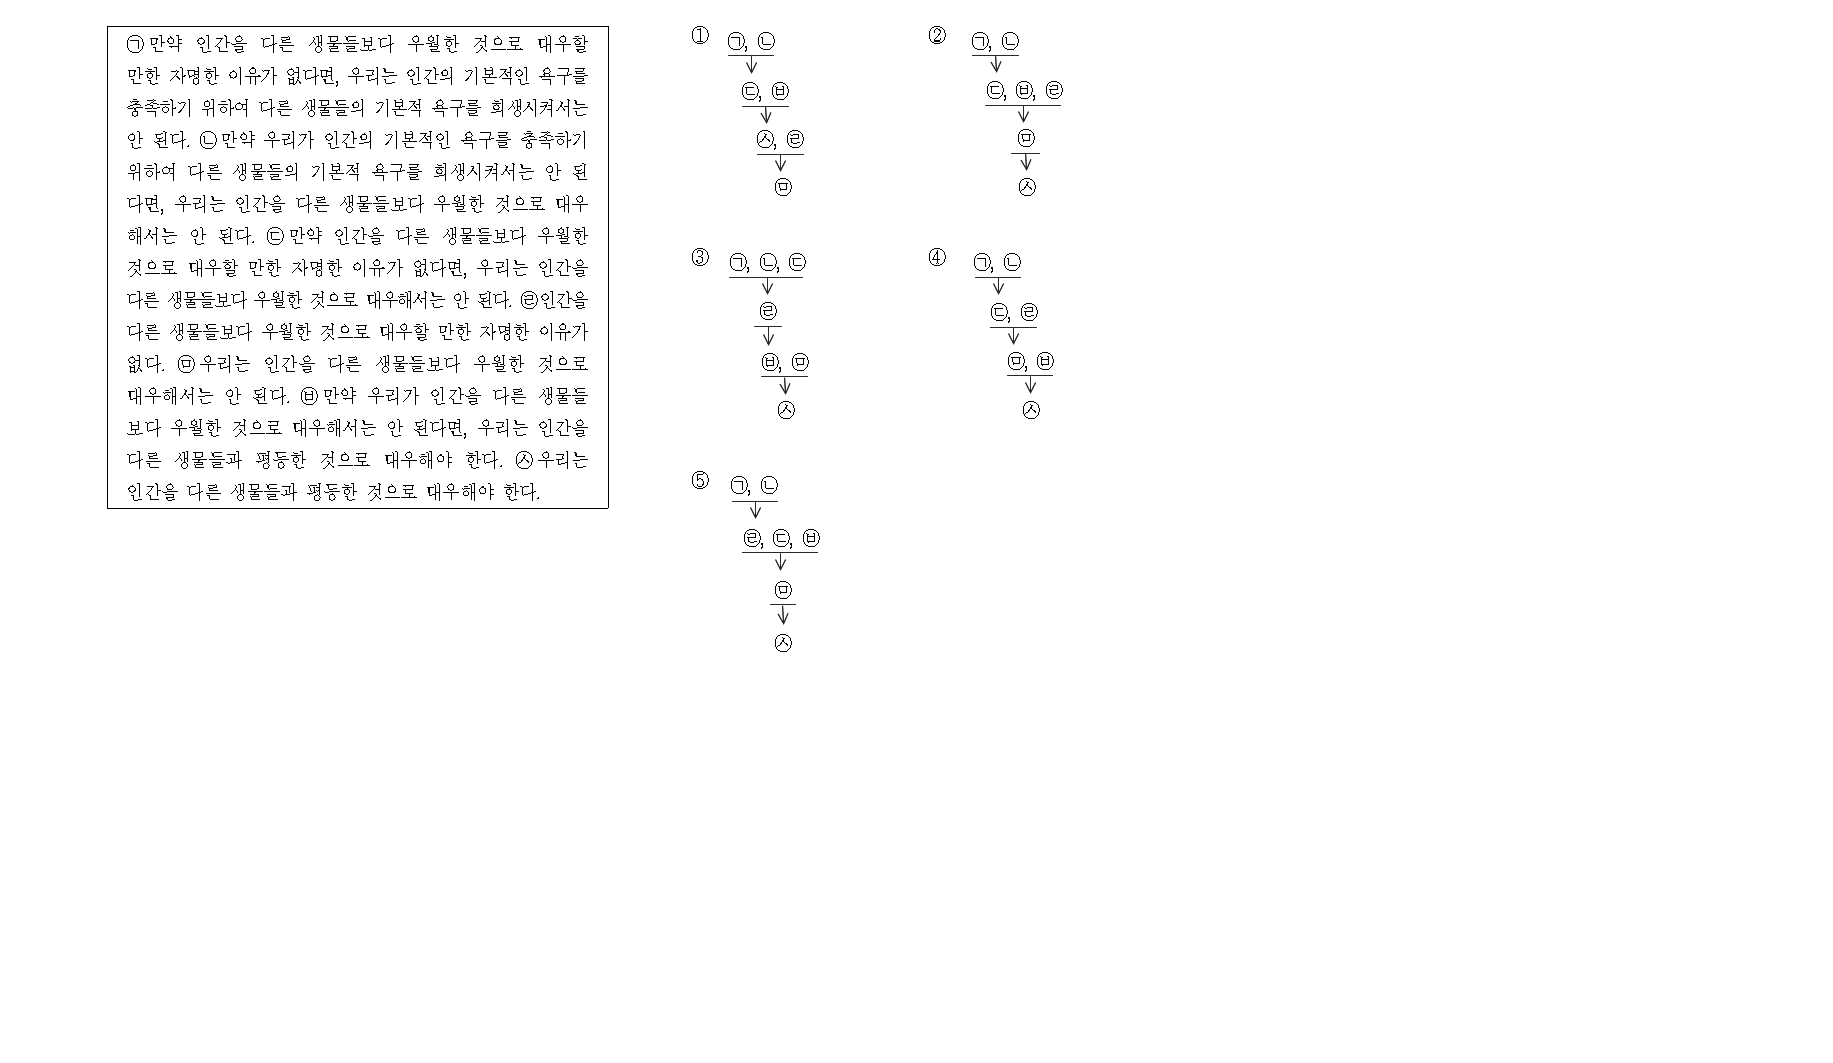 ㉠만약 인간을 다른 생물들보다 우월한 것으로 대우할
만한 자명한 이유가 없다면, 우리는 인간의 기본적인 욕구를
충족하기 위하여 다른 생물들의 기본적 욕구를 희생시켜서는
안 된다. ㉡만약 우리가 인간의 기본적인 욕구를 충족하기
위하여 다른 생물들의 기본적 욕구를 희생시켜서는 안 된
다면, 우리는 인간을 다른 생물들보다 우월한 것으로 대우
해서는 안 된다. ㉢만약 인간을 다른 생물들보다 우월한
것으로 대우할 만한 자명한 이유가 없다면, 우리는 인간을
다른 생물들보다 우월한 것으로 대우해서는 안 된다. ㉣인간을
다른 생물들보다 우월한 것으로 대우할 만한 자명한 이유가
없다. ㉤우리는 인간을 다른 생물들보다 우월한 것으로
대우해서는 안 된다. ㉥만약 우리가 인간을 다른 생물들
보다 우월한 것으로 대우해서는 안 된다면, 우리는 인간을
다른 생물들과 평등한 것으로 대우해야 한다. ㉦우리는
인간을 다른 생물들과 평등한 것으로 대우해야 한다.
① ㉠, ㉡
㉢, ㉥
㉦, ㉣
㉤
② ㉠, ㉡
㉢, ㉥, ㉣
㉤
㉦
③ ㉠, ㉡, ㉢
㉣
㉥, ㉤
㉦
④ ㉠, ㉡
㉢, ㉣
㉤, ㉥
㉦
⑤ ㉠, ㉡
㉣, ㉢, ㉥
㉤
㉦